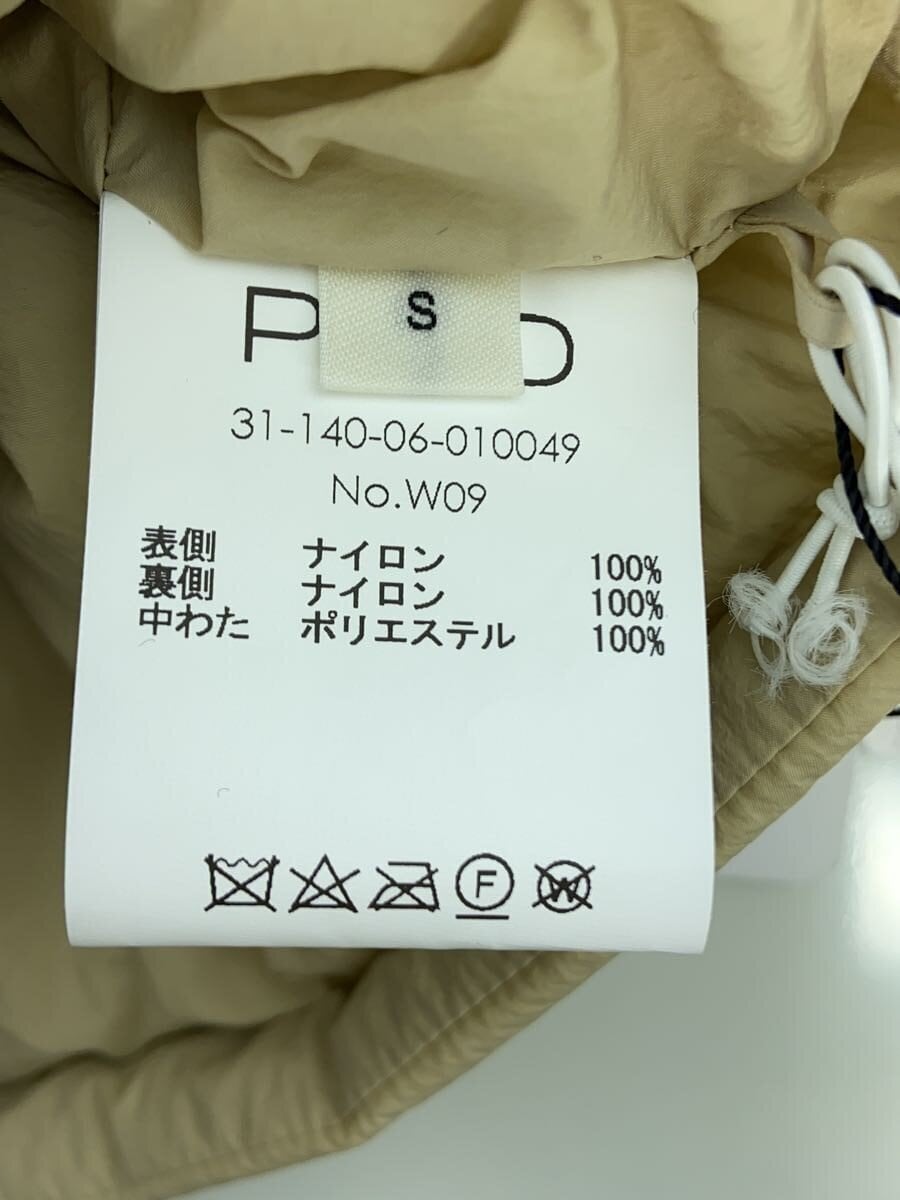 S
31-140-06-010049
No.W09
表側 ナイロン 100%
裏側 ナイロン 100%
中わた ポリエステル 100%
F
W